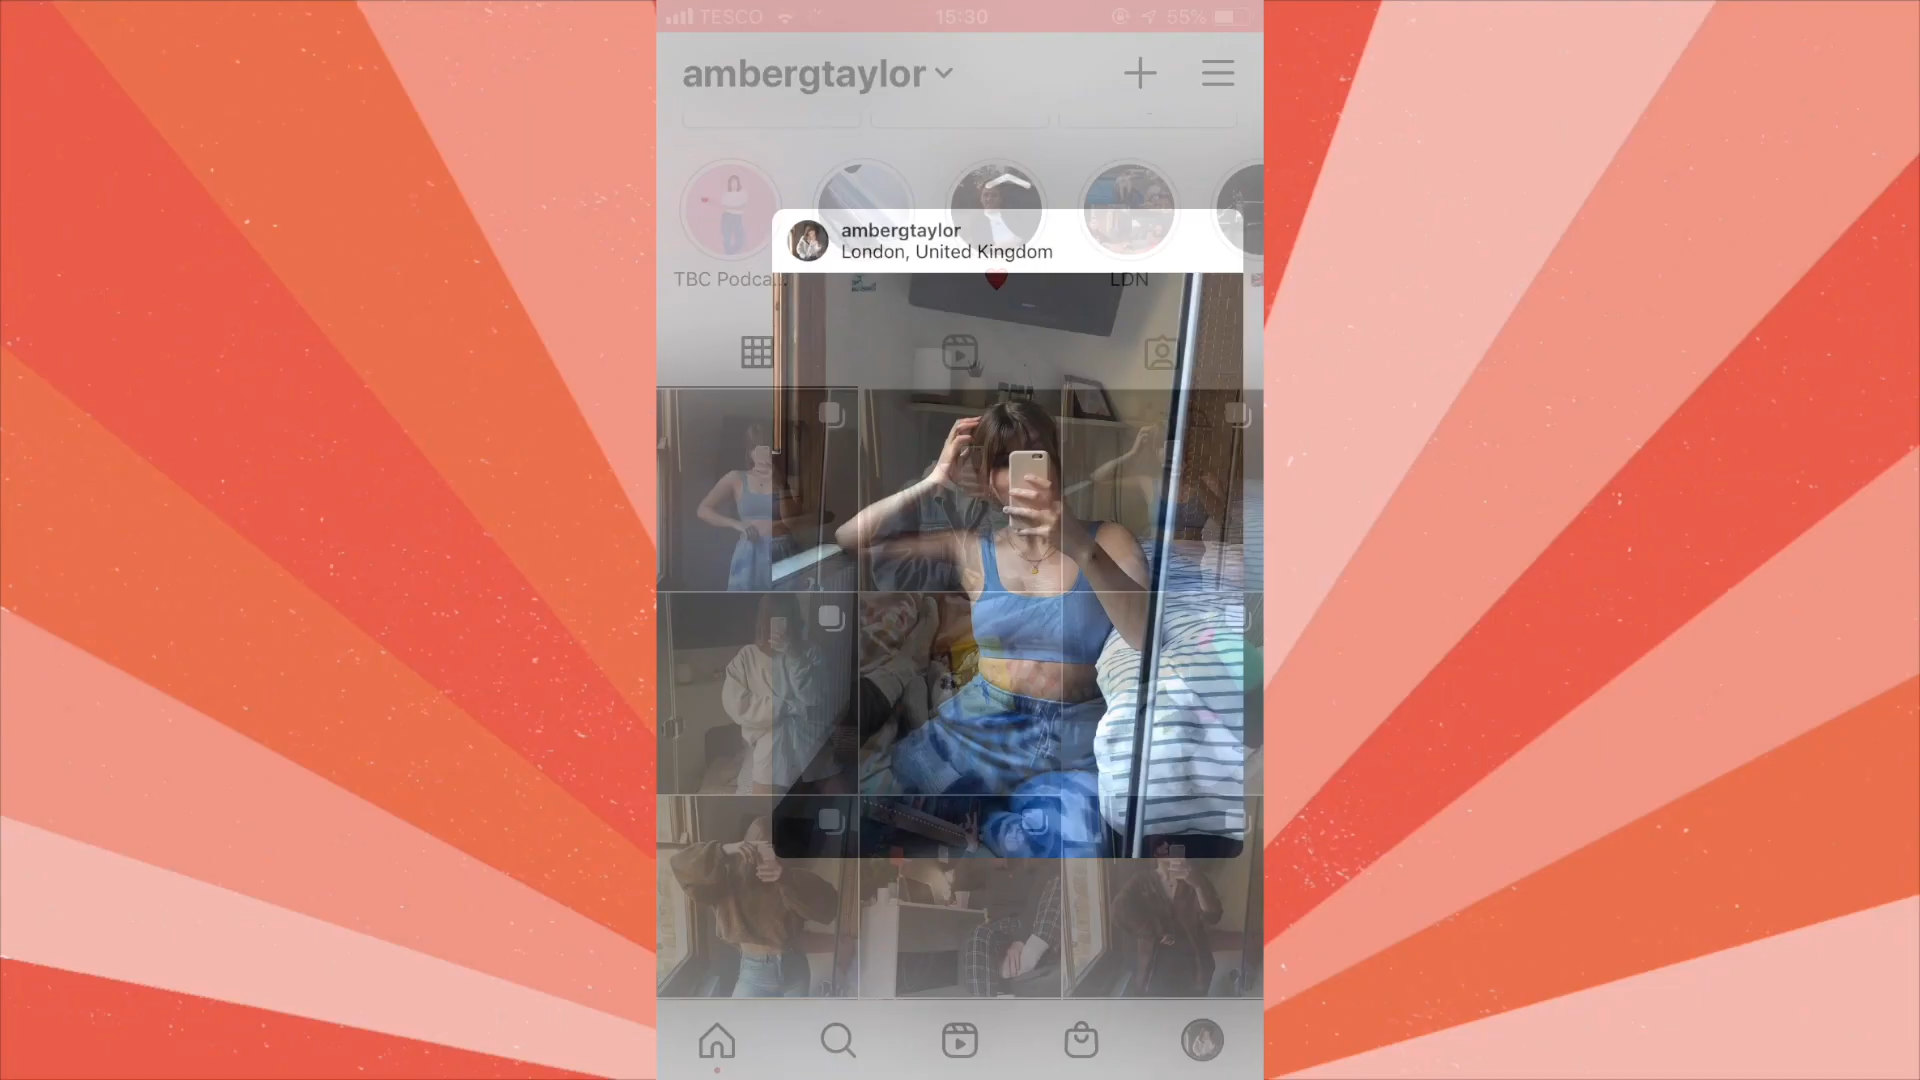 TESCO 15:30 55%
ambergtaylor
ambergtaylor
London, United Kingdom
TBC Podca... ❤️ LDN